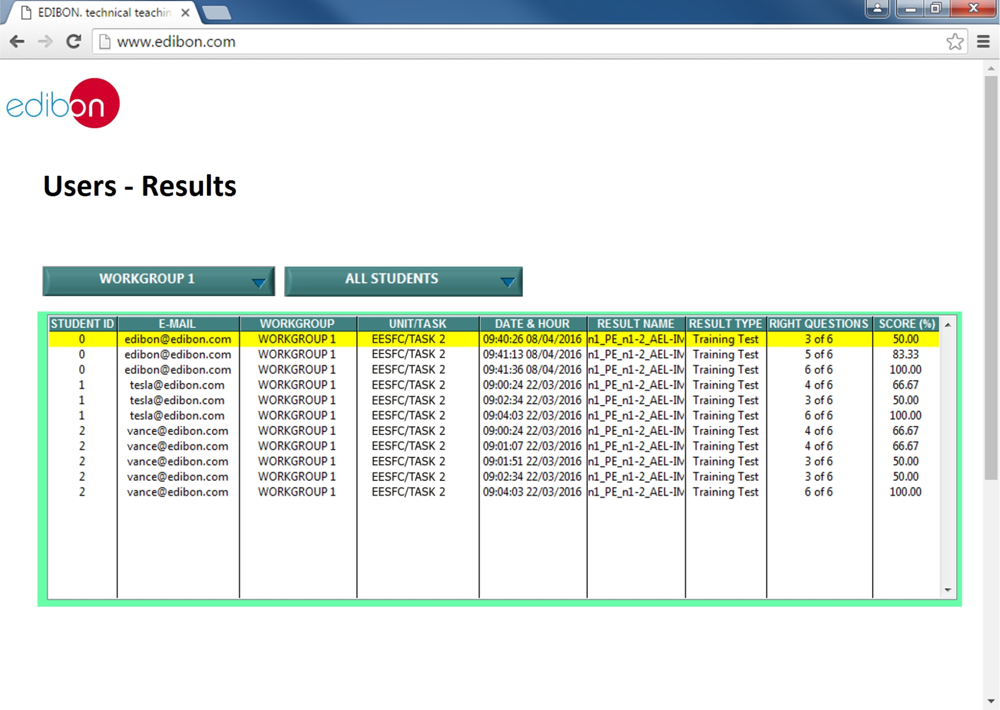 EDIBON. technical teachin
www.edibon.com
edibon
Users - Results
WORKGROUP 1 ALL STUDENTS
STUDENT ID E-MAIL WORKGROUP UNIT/TASK DATE & HOUR RESULT NAME RESULT TYPE RIGHT QUESTIONS SCORE (%)
0 edibon@edibon.com WORKGROUP 1 EESFC/TASK 2 09:40:26 08/04/2016 n1_PE_n1-2_AEL-IM Training Test 3 of 6 50.00
0 edibon@edibon.com WORKGROUP 1 EESFC/TASK 2 09:41:13 08/04/2016 n1_PE_n1-2_AEL-IM Training Test 5 of 6 83.33
0 edibon@edibon.com WORKGROUP 1 EESFC/TASK 2 09:41:36 08/04/2016 n1_PE_n1-2_AEL-IM Training Test 6 of 6 100.00
1 tesla@edibon.com WORKGROUP 1 EESFC/TASK 2 09:00:24 22/03/2016 n1_PE_n1-2_AEL-IM Training Test 4 of 6 66.67
1 tesla@edibon.com WORKGROUP 1 EESFC/TASK 2 09:02:34 22/03/2016 n1_PE_n1-2_AEL-IM Training Test 3 of 6 50.00
1 tesla@edibon.com WORKGROUP 1 EESFC/TASK 2 09:04:03 22/03/2016 n1_PE_n1-2_AEL-IM Training Test 6 of 6 100.00
2 vance@edibon.com WORKGROUP 1 EESFC/TASK 2 09:00:24 22/03/2016 n1_PE_n1-2_AEL-IM Training Test 4 of 6 66.67
2 vance@edibon.com WORKGROUP 1 EESFC/TASK 2 09:01:07 22/03/2016 n1_PE_n1-2_AEL-IM Training Test 4 of 6 66.67
2 vance@edibon.com WORKGROUP 1 EESFC/TASK 2 09:01:51 22/03/2016 n1_PE_n1-2_AEL-IM Training Test 3 of 6 50.00
2 vance@edibon.com WORKGROUP 1 EESFC/TASK 2 09:02:34 22/03/2016 n1_PE_n1-2_AEL-IM Training Test 3 of 6 50.00
2 vance@edibon.com WORKGROUP 1 EESFC/TASK 2 09:04:03 22/03/2016 n1_PE_n1-2_AEL-IM Training Test 6 of 6 100.00